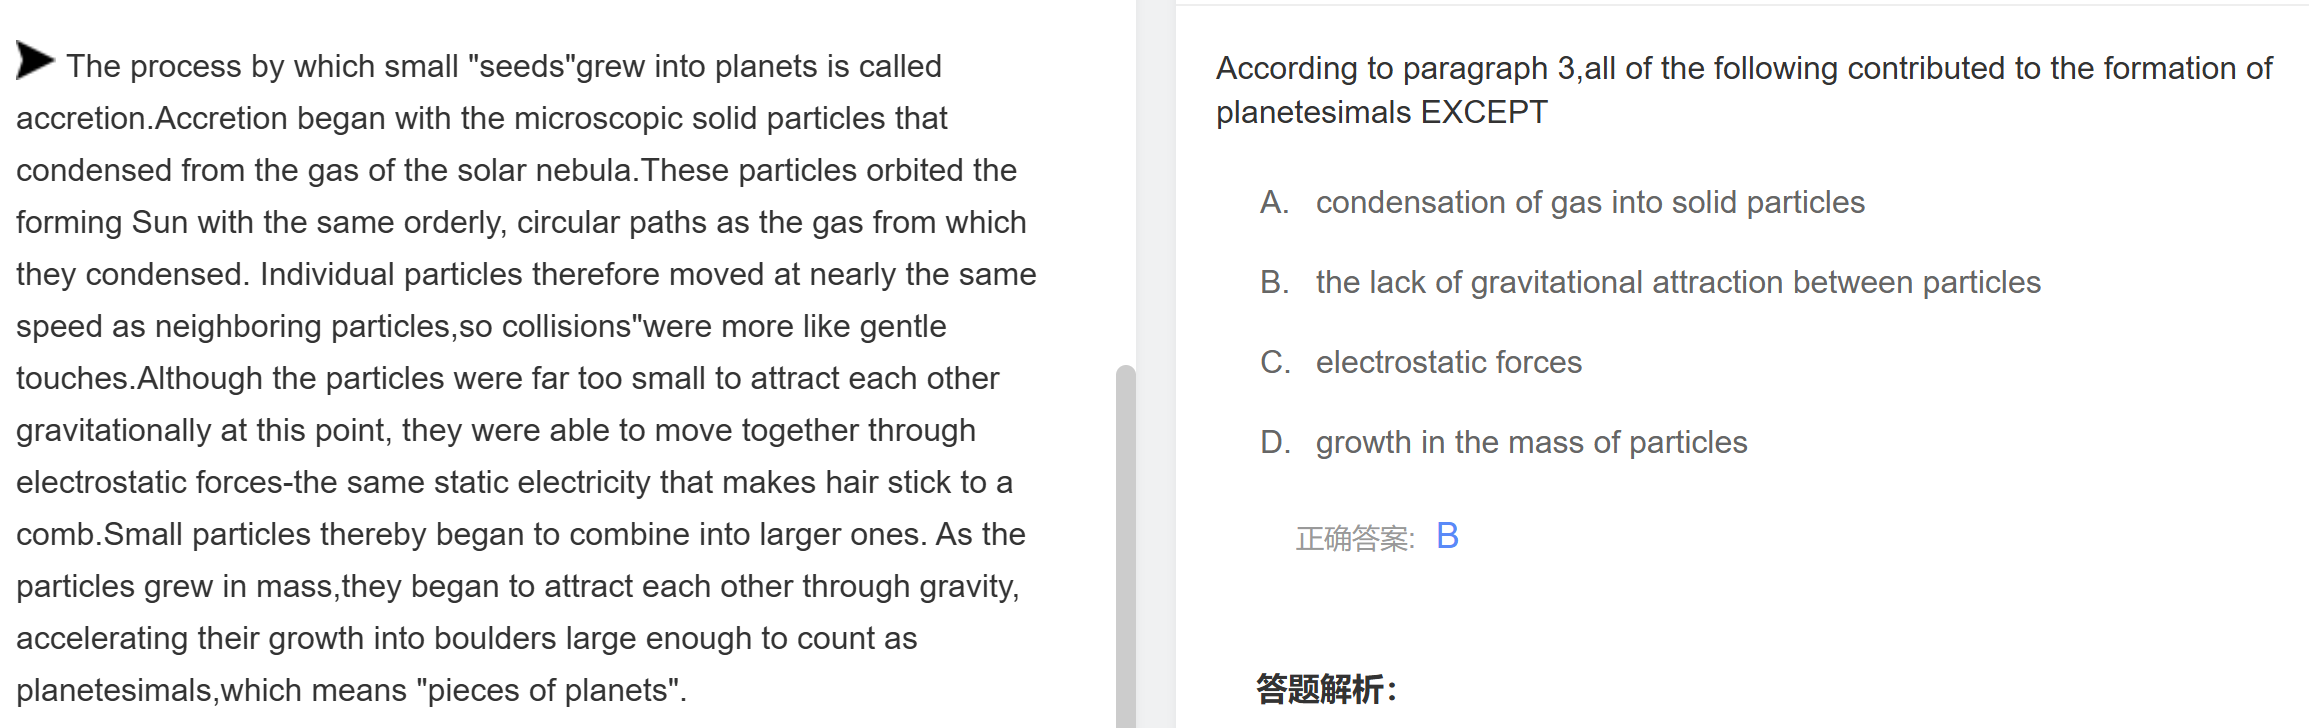 The process by which small "seeds"grew into planets is called
accretion.Accretion began with the microscopic solid particles that
condensed from the gas of the solar nebula.These particles orbited the
forming Sun with the same orderly, circular paths as the gas from which
they condensed. Individual particles therefore moved at nearly the same
speed as neighboring particles,so collisions"were more like gentle
touches.Although the particles were far too small to attract each other
gravitationally at this point, they were able to move together through
electrostatic forces-the same static electricity that makes hair stick to a
comb.Small particles thereby began to combine into larger ones. As the
particles grew in mass,they began to attract each other through gravity,
accelerating their growth into boulders large enough to count as
planetesimals,which means "pieces of planets".
According to paragraph 3,all of the following contributed to the formation of
planetesimals EXCEPT
A. condensation of gas into solid particles
B. the lack of gravitational attraction between particles
C. electrostatic forces
D. growth in the mass of particles
正确答案: B
答题解析：